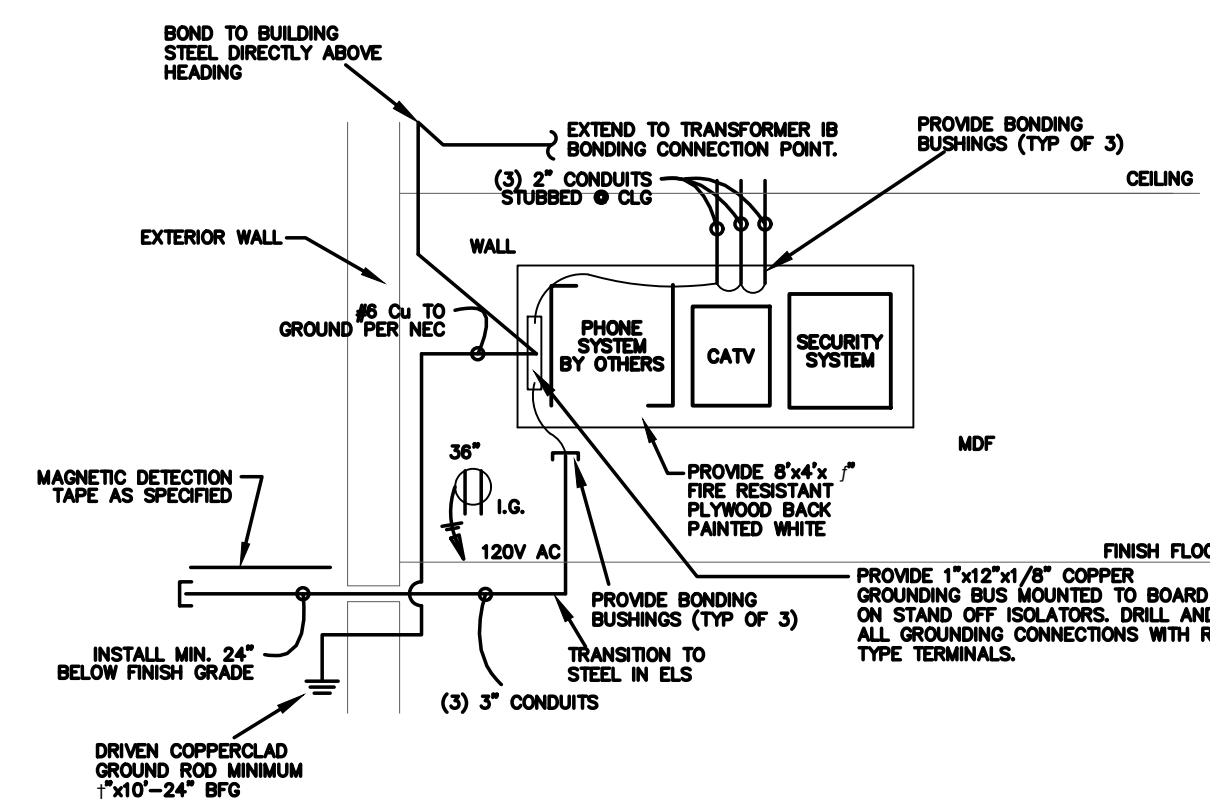 BOND TO BUILDING
STEEL DIRECTLY ABOVE
HEADING
EXTEND TO TRANSFORMER IB
BONDING CONNECTION POINT.
PROVIDE BONDING
BUSHINGS (TYP OF 3)
(3) 2" CONDUITS
STUBBED @ CLG
CEILING
EXTERIOR WALL
WALL
#6 Cu TO
GROUND PER NEC
PHONE
SYSTEM
BY OTHERS
CATV
SECURITY
SYSTEM
MDF
36"
I.G.
120V AC
MAGNETIC DETECTION
TAPE AS SPECIFIED
PROVIDE 8'x4'x ƒ"
FIRE RESISTANT
PLYWOOD BACK
PAINTED WHITE
FINISH FLOO
PROVIDE 1"x12"x1/8" COPPER
GROUNDING BUS MOUNTED TO BOARD
ON STAND OFF ISOLATORS. DRILL AND
ALL GROUNDING CONNECTIONS WITH R
TYPE TERMINALS.
PROVIDE BONDING
BUSHINGS (TYP OF 3)
INSTALL MIN. 24"
BELOW FINISH GRADE
TRANSITION TO
STEEL IN ELS
(3) 3" CONDUITS
DRIVEN COPPERCLAD
GROUND ROD MINIMUM
†"x10'-24" BFG